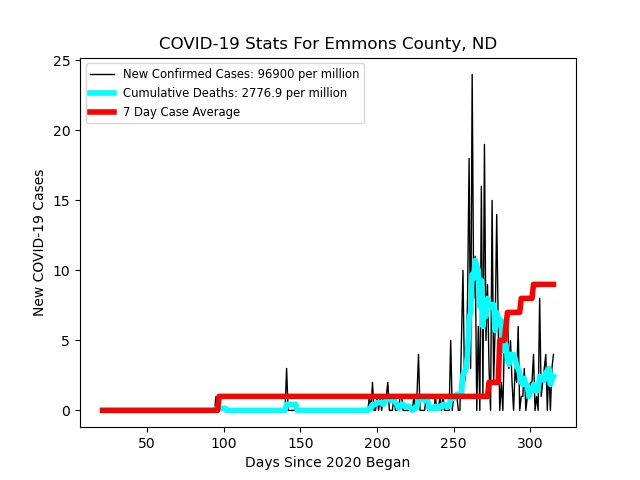 COVID-19 Stats For Emmons County, ND
New Confirmed Cases: 96900 per million
Cumulative Deaths: 2776.9 per million
7 Day Case Average
New COVID-19 Cases
25
20
15
10
5
0
50 100 150 200 250 300
Days Since 2020 Began